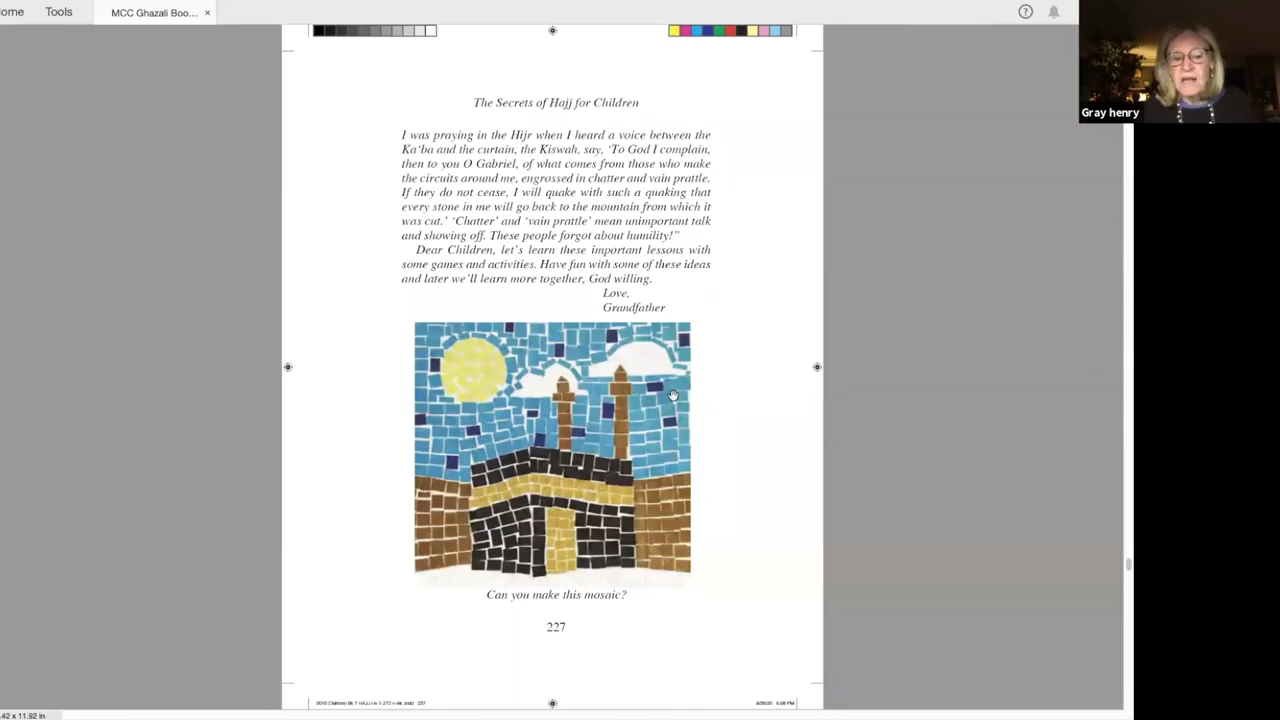 ome
Tools
MCC Ghazali Boo...
×
?
Gray henry
The Secrets of Hajj for Children
I was praying in the Hijr when I heard a voice between the
Ka‘ba and the curtain, the Kiswah, say, ‘To God I complain,
then to you O Gabriel, of what comes from those who make
the circuits around me, engrossed in chatter and vain prattle.
If they do not cease, I will quake with such a quaking that
every stone in me will go back to the mountain from which it
was cut.’ ‘Chatter’ and ‘vain prattle’ mean unimportant talk
and showing off. These people forgot about humility!”
Dear Children, let’s learn these important lessons with
some games and activities. Have fun with some of these ideas
and later we’ll learn more together, God willing.
Love,
Grandfather
Can you make this mosaic?
227
227
.42 x 11.92 in